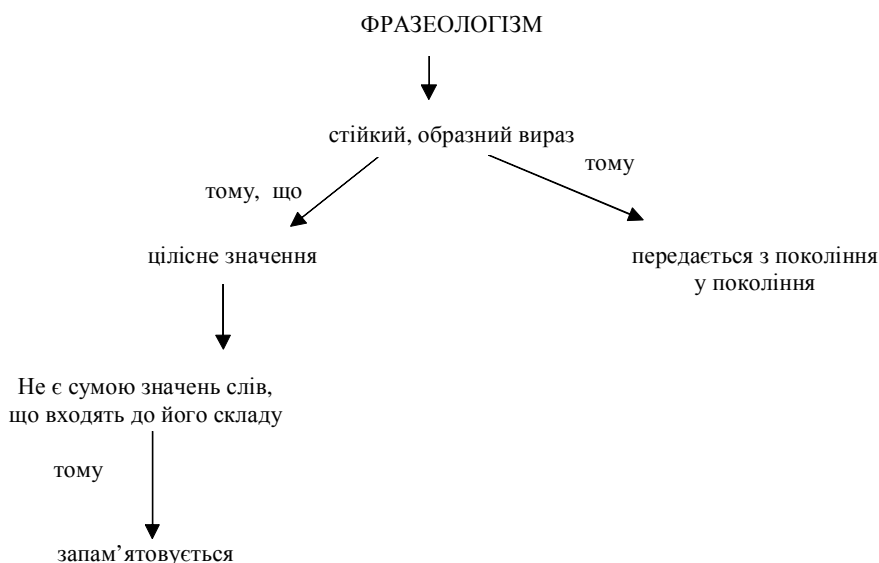 ФРАЗЕОЛОГІЗМ
стійкий, образний вираз
тому
тому, що
цілісне значення
передається з покоління
у покоління
Не є сумою значень слів,
що входять до його складу
тому
запам’ятовується